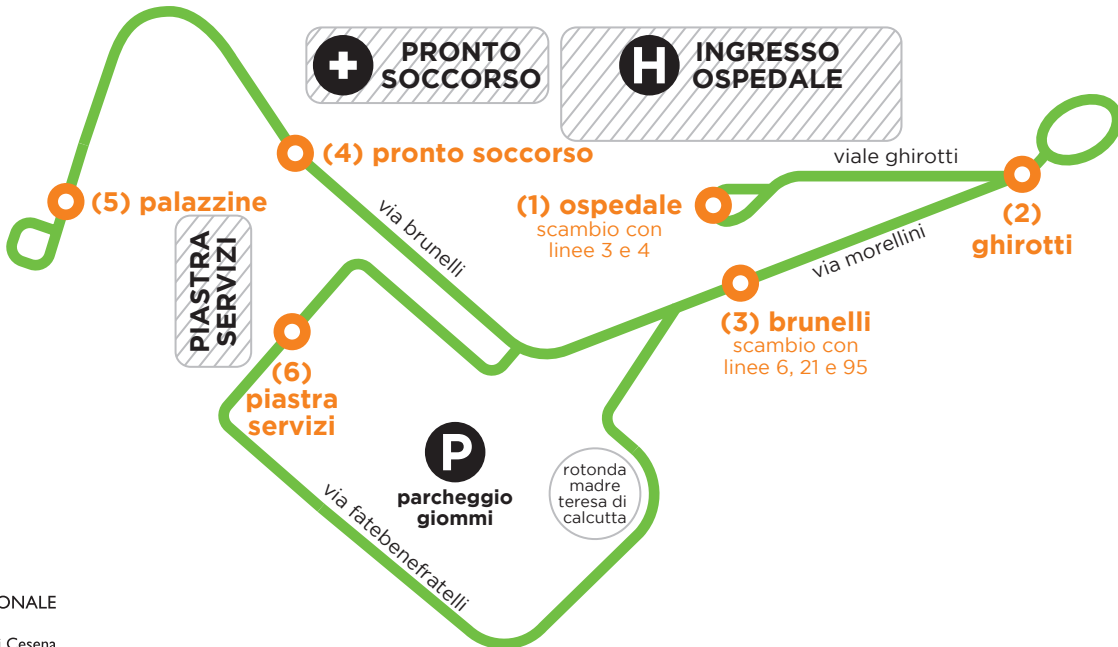 PRONTO
SOCCORSO
INGRESSO
OSPEDALE
(4) pronto soccorso
viale ghirotti
(5) palazzine
(1) ospedale
scambio con
linee 3 e 4
(2)
ghirotti
via brunelli
via morellini
PIASTRA
SERVIZI
(3) brunelli
scambio con
linee 6, 21 e 95
(6)
piastra
servizi
P
parcheggio
giommi
rotonda
madre
teresa di
calcutta
via fatebenefratelli
H
ONALE
i Cesena